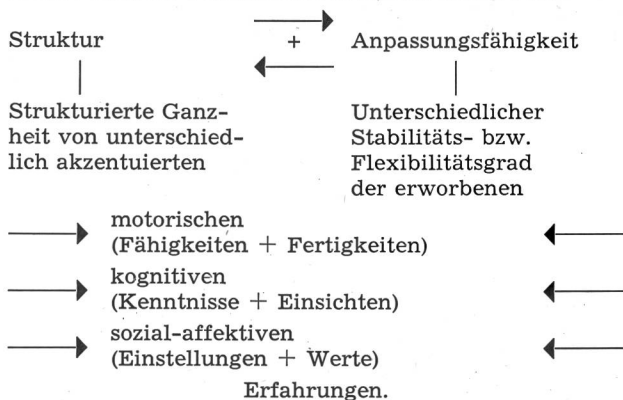 Struktur + Anpassungsfähigkeit
Strukturierte Ganz-
heit von unterschied-
lich akzentuierten
Unterschiedlicher
Stabilitäts- bzw.
Flexibilitätsgrad
der erworbenen
motorischen
(Fähigkeiten + Fertigkeiten)
kognitiven
(Kenntnisse + Einsichten)
sozial-affektiven
(Einstellungen + Werte)
Erfahrungen.